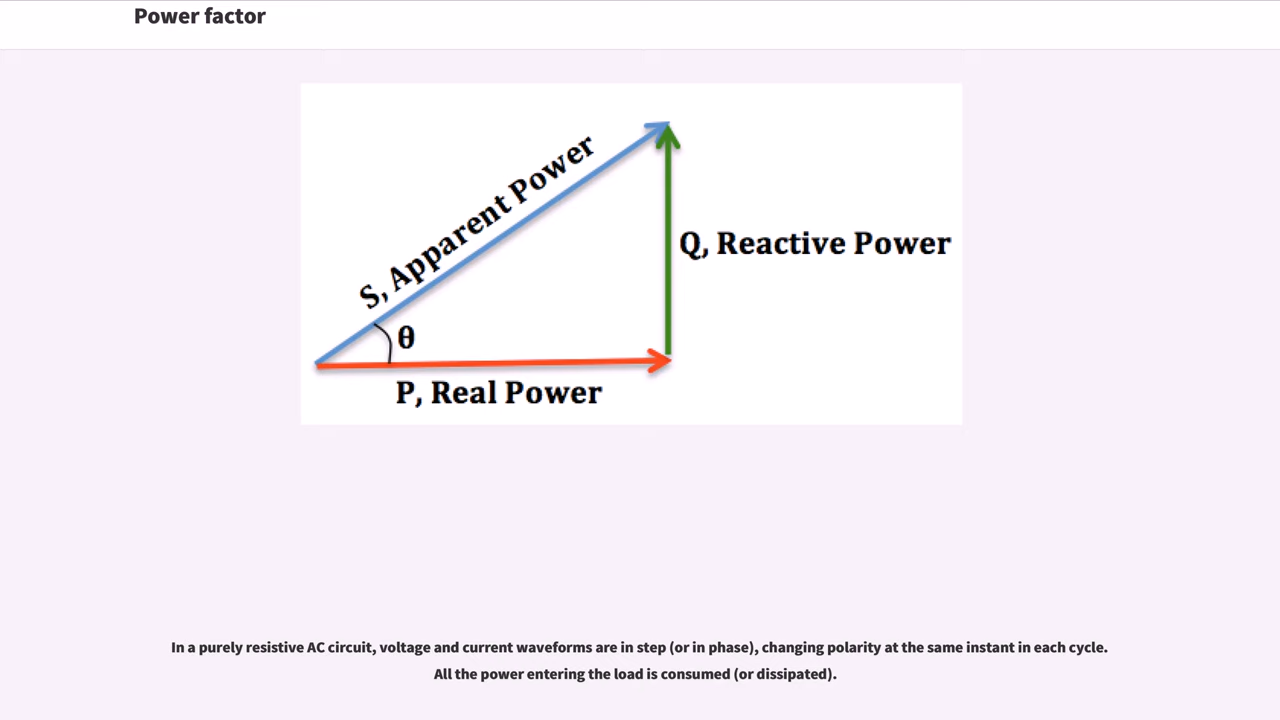 Power factor
S, Apparent Power
Q, Reactive Power
θ
P, Real Power
In a purely resistive AC circuit, voltage and current waveforms are in step (or in phase), changing polarity at the same instant in each cycle.
All the power entering the load is consumed (or dissipated).